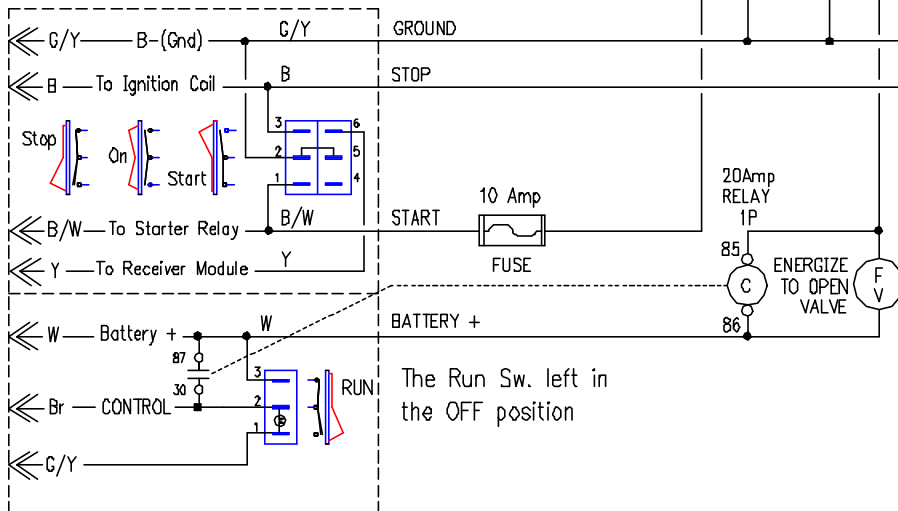 G/Y B-(Gnd) G/Y GROUND
B To Ignition Coil B STOP
Stop On Start
3 6
2 5
1 4
B/W To Starter Relay B/W START
10 Amp
FUSE
20Amp
RELAY
1P
Y To Receiver Module Y
85
C
86
ENERGIZE
TO OPEN
VALVE
F
V
W Battery + W BATTERY +
87
30
3
2
1
RUN
Br CONTROL
G/Y
The Run Sw. left in
the OFF position